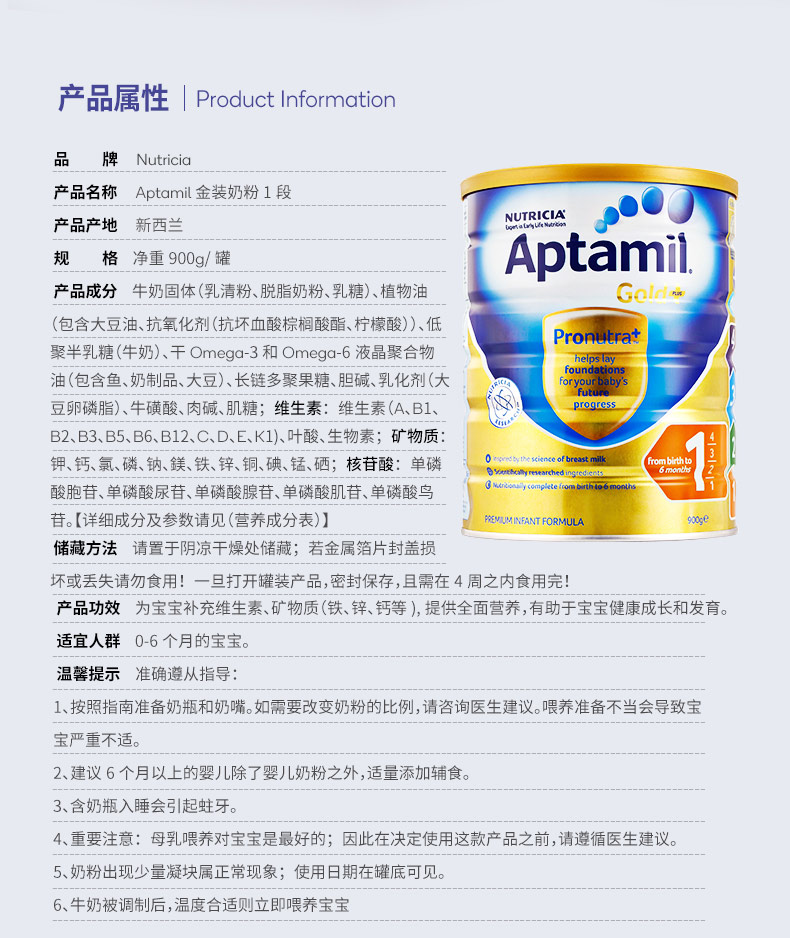 产品属性 | Product Information
品 牌 Nutricia
产品名称 Aptamil 金装奶粉 1 段
产品产地 新西兰
规 格 净重 900g/ 罐
产品成分 牛奶固体(乳清粉、脱脂奶粉、乳糖)、植物油
(包含大豆油、抗氧化剂(抗坏血酸棕榈酸酯、柠檬酸))、低
聚半乳糖(牛奶)、干 Omega-3 和 Omega-6 液晶聚合物
油(包含鱼、奶制品、大豆)、长链多聚果糖、胆碱、乳化剂(大
豆卵磷脂)、牛磺酸、肉碱、肌糖；维生素：维生素(A、B1、
B2、B3、B5、B6、B12、C、D、E、K1)、叶酸、生物素；矿物质：
钾、钙、氯、磷、钠、鎂、铁、锌、铜、碘、锰、硒；核苷酸：单磷
酸胞苷、单磷酸尿苷、单磷酸腺苷、单磷酸肌苷、单磷酸鸟
苷。【详细成分及参数请见(营养成分表)】
储藏方法 请置于阴凉干燥处储藏；若金属箔片封盖损
坏或丢失请勿食用！一旦打开罐装产品，密封保存，且需在 4 周之内食用完！
产品功效 为宝宝补充维生素、矿物质(铁、锌、钙等 )，提供全面营养，有助于宝宝健康成长和发育。
适宜人群 0-6 个月的宝宝。
温馨提示 准确遵从指导：
1、按照指南准备奶瓶和奶嘴。如需要改变奶粉的比例，请咨询医生建议。喂养准备不当会导致宝
宝严重不适。
2、建议 6 个月以上的婴儿除了婴儿奶粉之外，适量添加辅食。
3、含奶瓶入睡会引起蛀牙。
4、重要注意：母乳喂养对宝宝是最好的；因此在决定使用这款产品之前，请遵循医生建议。
5、奶粉出现少量凝块属正常现象；使用日期在罐底可见。
6、牛奶被调制后，温度合适则立即喂养宝宝
NUTRICIA
Expert in Early Life Nutrition
Aptamil
Gold+ PLUS
Pronutra+
helps lay
foundations
for your baby's
future
progress
NUTRICIA
RESEARCH
Inspired by the science of breast milk
Scientifically researched ingredients
Nutritionally complete from birth to 6 months
From birth to
6 months
1
4
3
2
1
PREMIUM INFANT FORMULA
900g℮